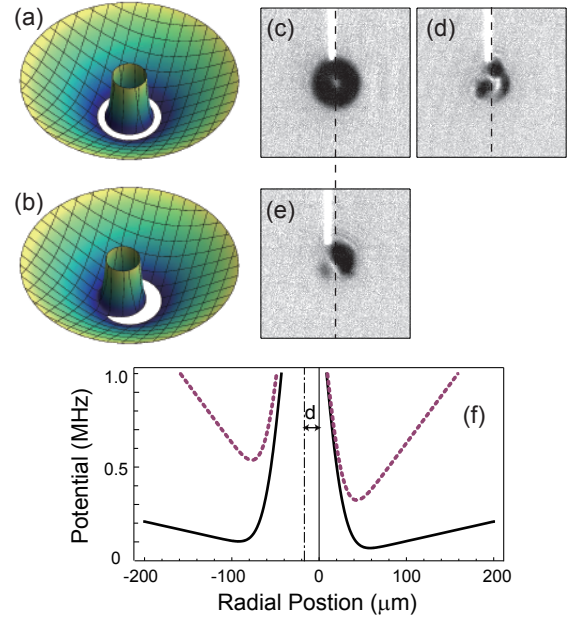 (a)
(c)
(d)
(b)
(e)
1.0
0.5
0
Potential (MHz)
d
(f)
-200
-100
0
100
200
Radial Postion (μm)